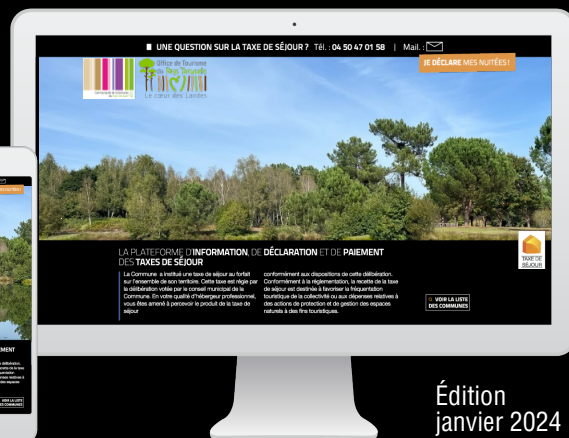 UNE QUESTION SUR LA TAXE DE SÉJOUR ? Tél. : 04 50 47 01 58 | Mail. :
JE DÉCLARE MES NUITÉES !
Office de Tourisme
Le cœur des Landes
LA PLATEFORME D'INFORMATION, DE DÉCLARATION ET DE PAIEMENT
DES TAXES DE SÉJOUR
La Commune a institué une taxe de séjour au forfait
sur l'ensemble de son territoire. Cette taxe est régie par
la délibération votée par le conseil municipal de la
Commune. En votre qualité d'hébergeur professionnel,
vous êtes amené à percevoir le produit de la taxe de
séjour
conformément aux dispositions de cette délibération.
Conformément à la réglementation, la recette de la taxe
de séjour est destinée à favoriser la fréquentation
touristique de la collectivité ou aux dépenses relatives à
des actions de protection et de gestion des espaces
naturels à des fins touristiques.
TAXE DE
SÉJOUR
VOIR LA LISTE
DES COMMUNES
EMENT
VOIR LA LISTE
DES COMMUNES
Édition
janvier 2024